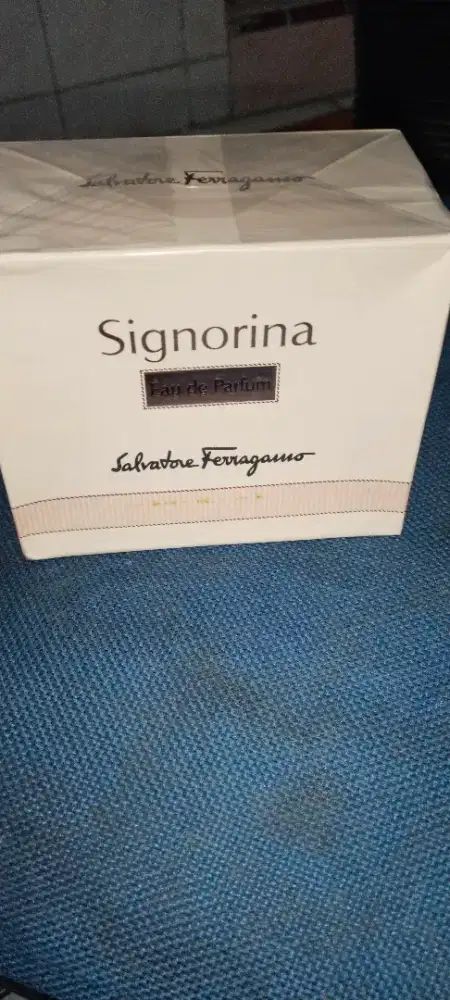 Salvatore Ferragamo
Signorina
Eau de Parfum
Salvatore Ferragamo